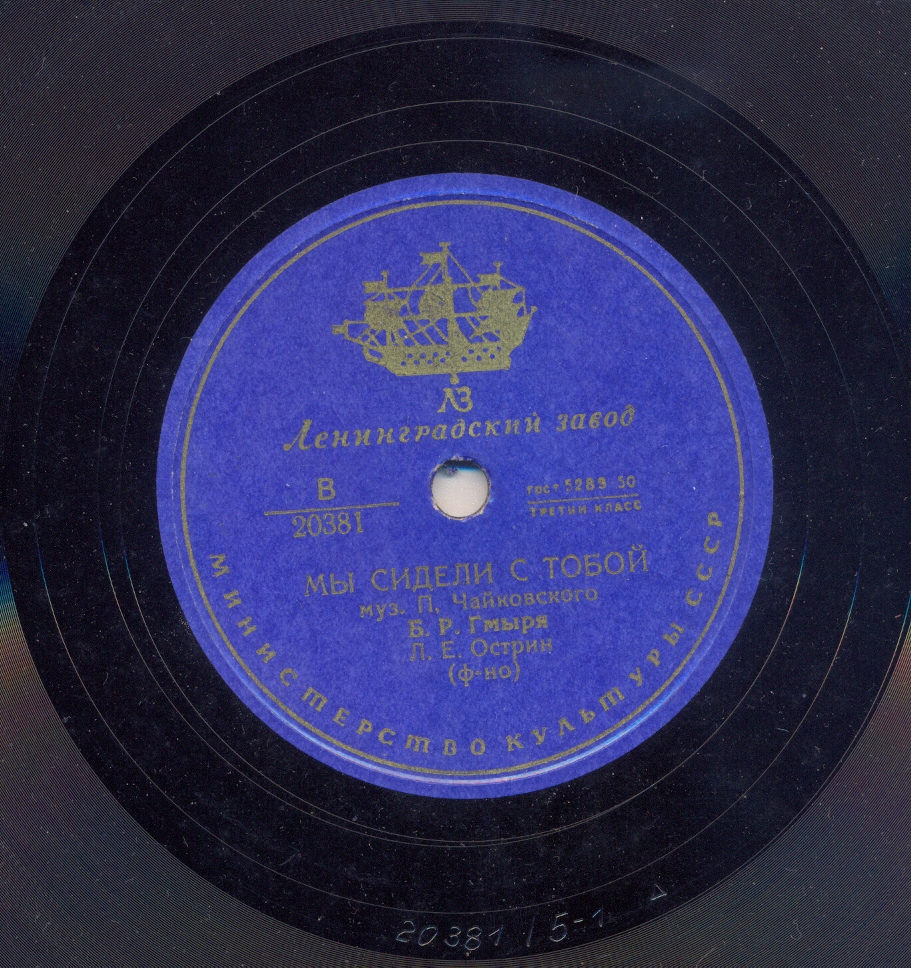 ЛЗ
Ленинградский завод
В
20381
ГОСТ 5289-50
ТРЕТИЙ КЛАСС
МЫ СИДЕЛИ С ТОБОЙ
муз. П. Чайковского
Б. Р. Гмыря
Л. Е. Острин
(ф-но)
МИНИСТЕРСТВО КУЛЬТУРЫ СССР
20381 / 5-1